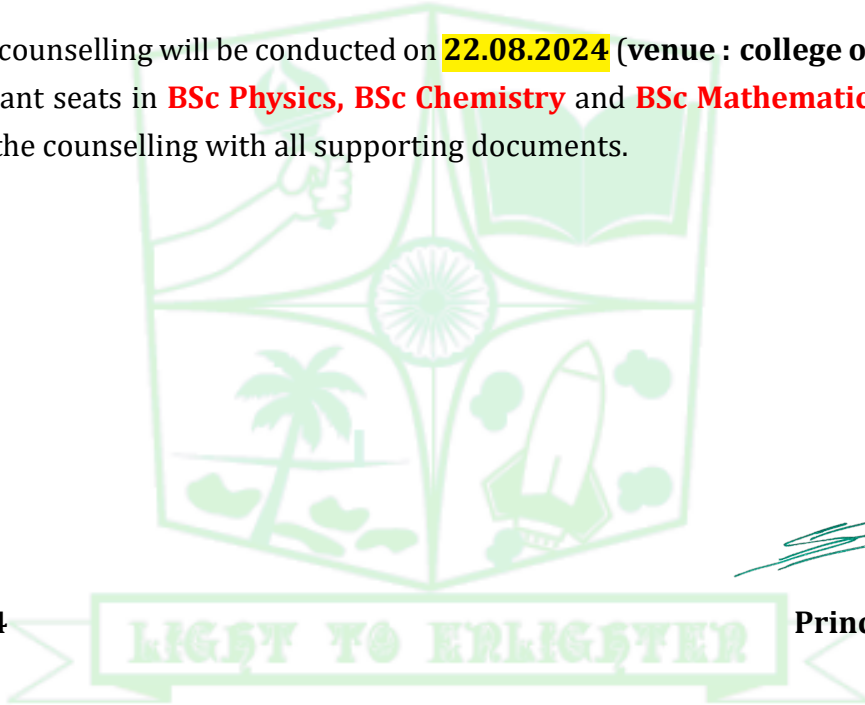 counselling will be conducted on 22.08.2024 (venue : college o
ant seats in BSc Physics, BSc Chemistry and BSc Mathematic
the counselling with all supporting documents.
4 Princ
LIGHT TO ENLIGHTEN